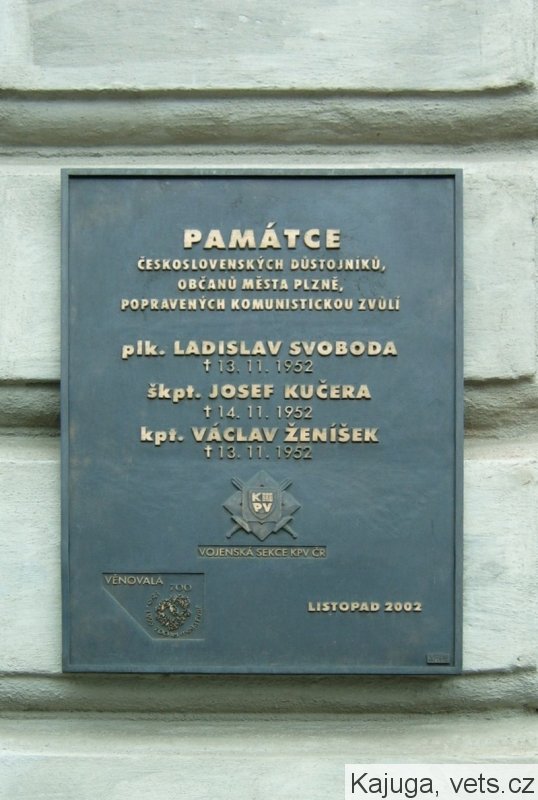 PAMÁTCE
ČESKOSLOVENSKÝCH DŮSTOJNÍKŮ,
OBČANŮ MĚSTA PLZNĚ,
POPRAVENÝCH KOMUNISTICKOU ZVŮLÍ
plk. LADISLAV SVOBODA
† 13. 11. 1952
škpt. JOSEF KUČERA
† 14. 11. 1952
kpt. VÁCLAV ŽENÍŠEK
† 13. 11. 1952
K
PV
VOJENSKÁ SEKCE KPV ČR
VĚNOVALA
ZOO
LISTOPAD 2002
Kajuga, vets.cz